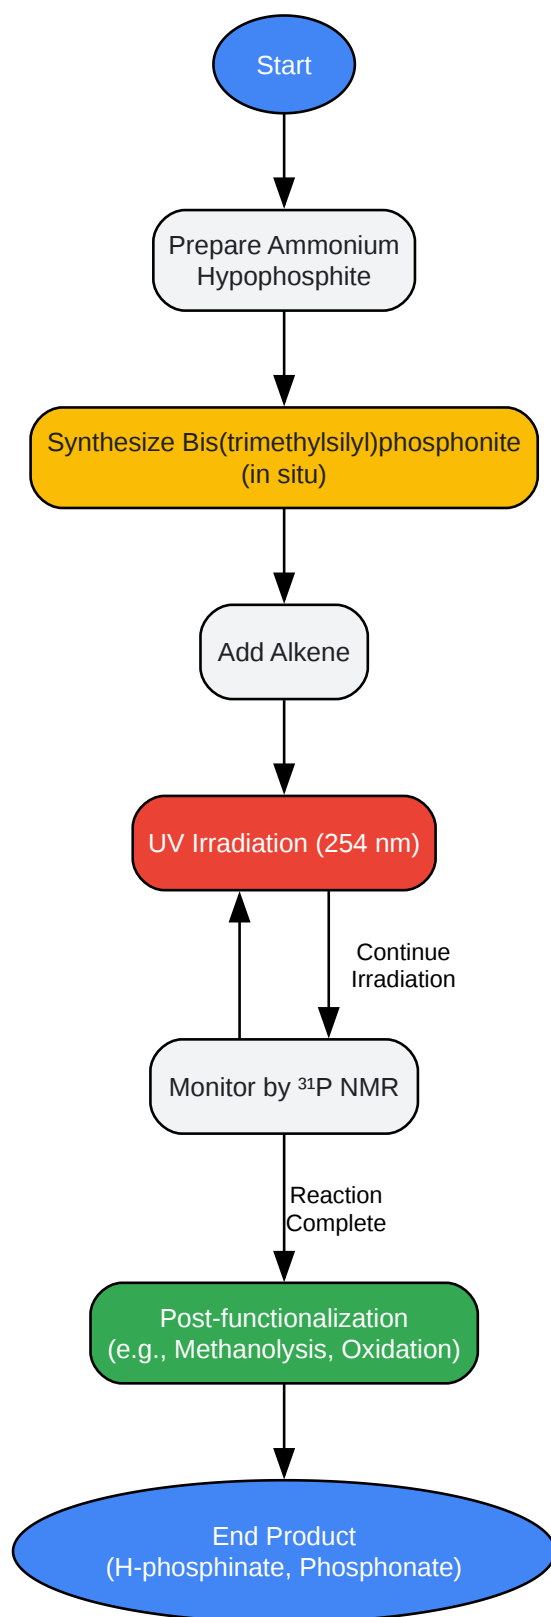 Start
Prepare Ammonium
Hypophosphite
Synthesize Bis(trimethylsilyl)phosphonite
(in situ)
Add Alkene
UV Irradiation (254 nm)
Continue
Irradiation
Monitor by ³¹P NMR
Reaction
Complete
Post-functionalization
(e.g., Methanolysis, Oxidation)
End Product
(H-phosphinate, Phosphonate)